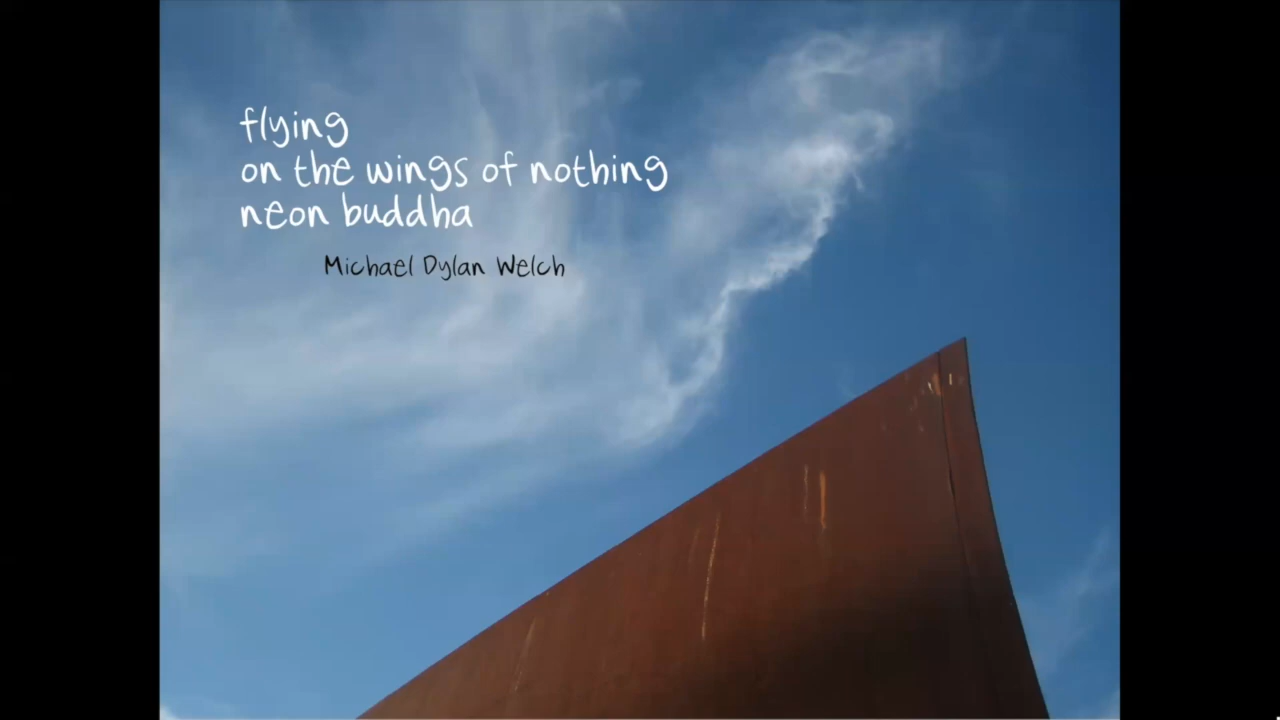 flying
on the wings of nothing
neon buddha
Michael Dylan Welch